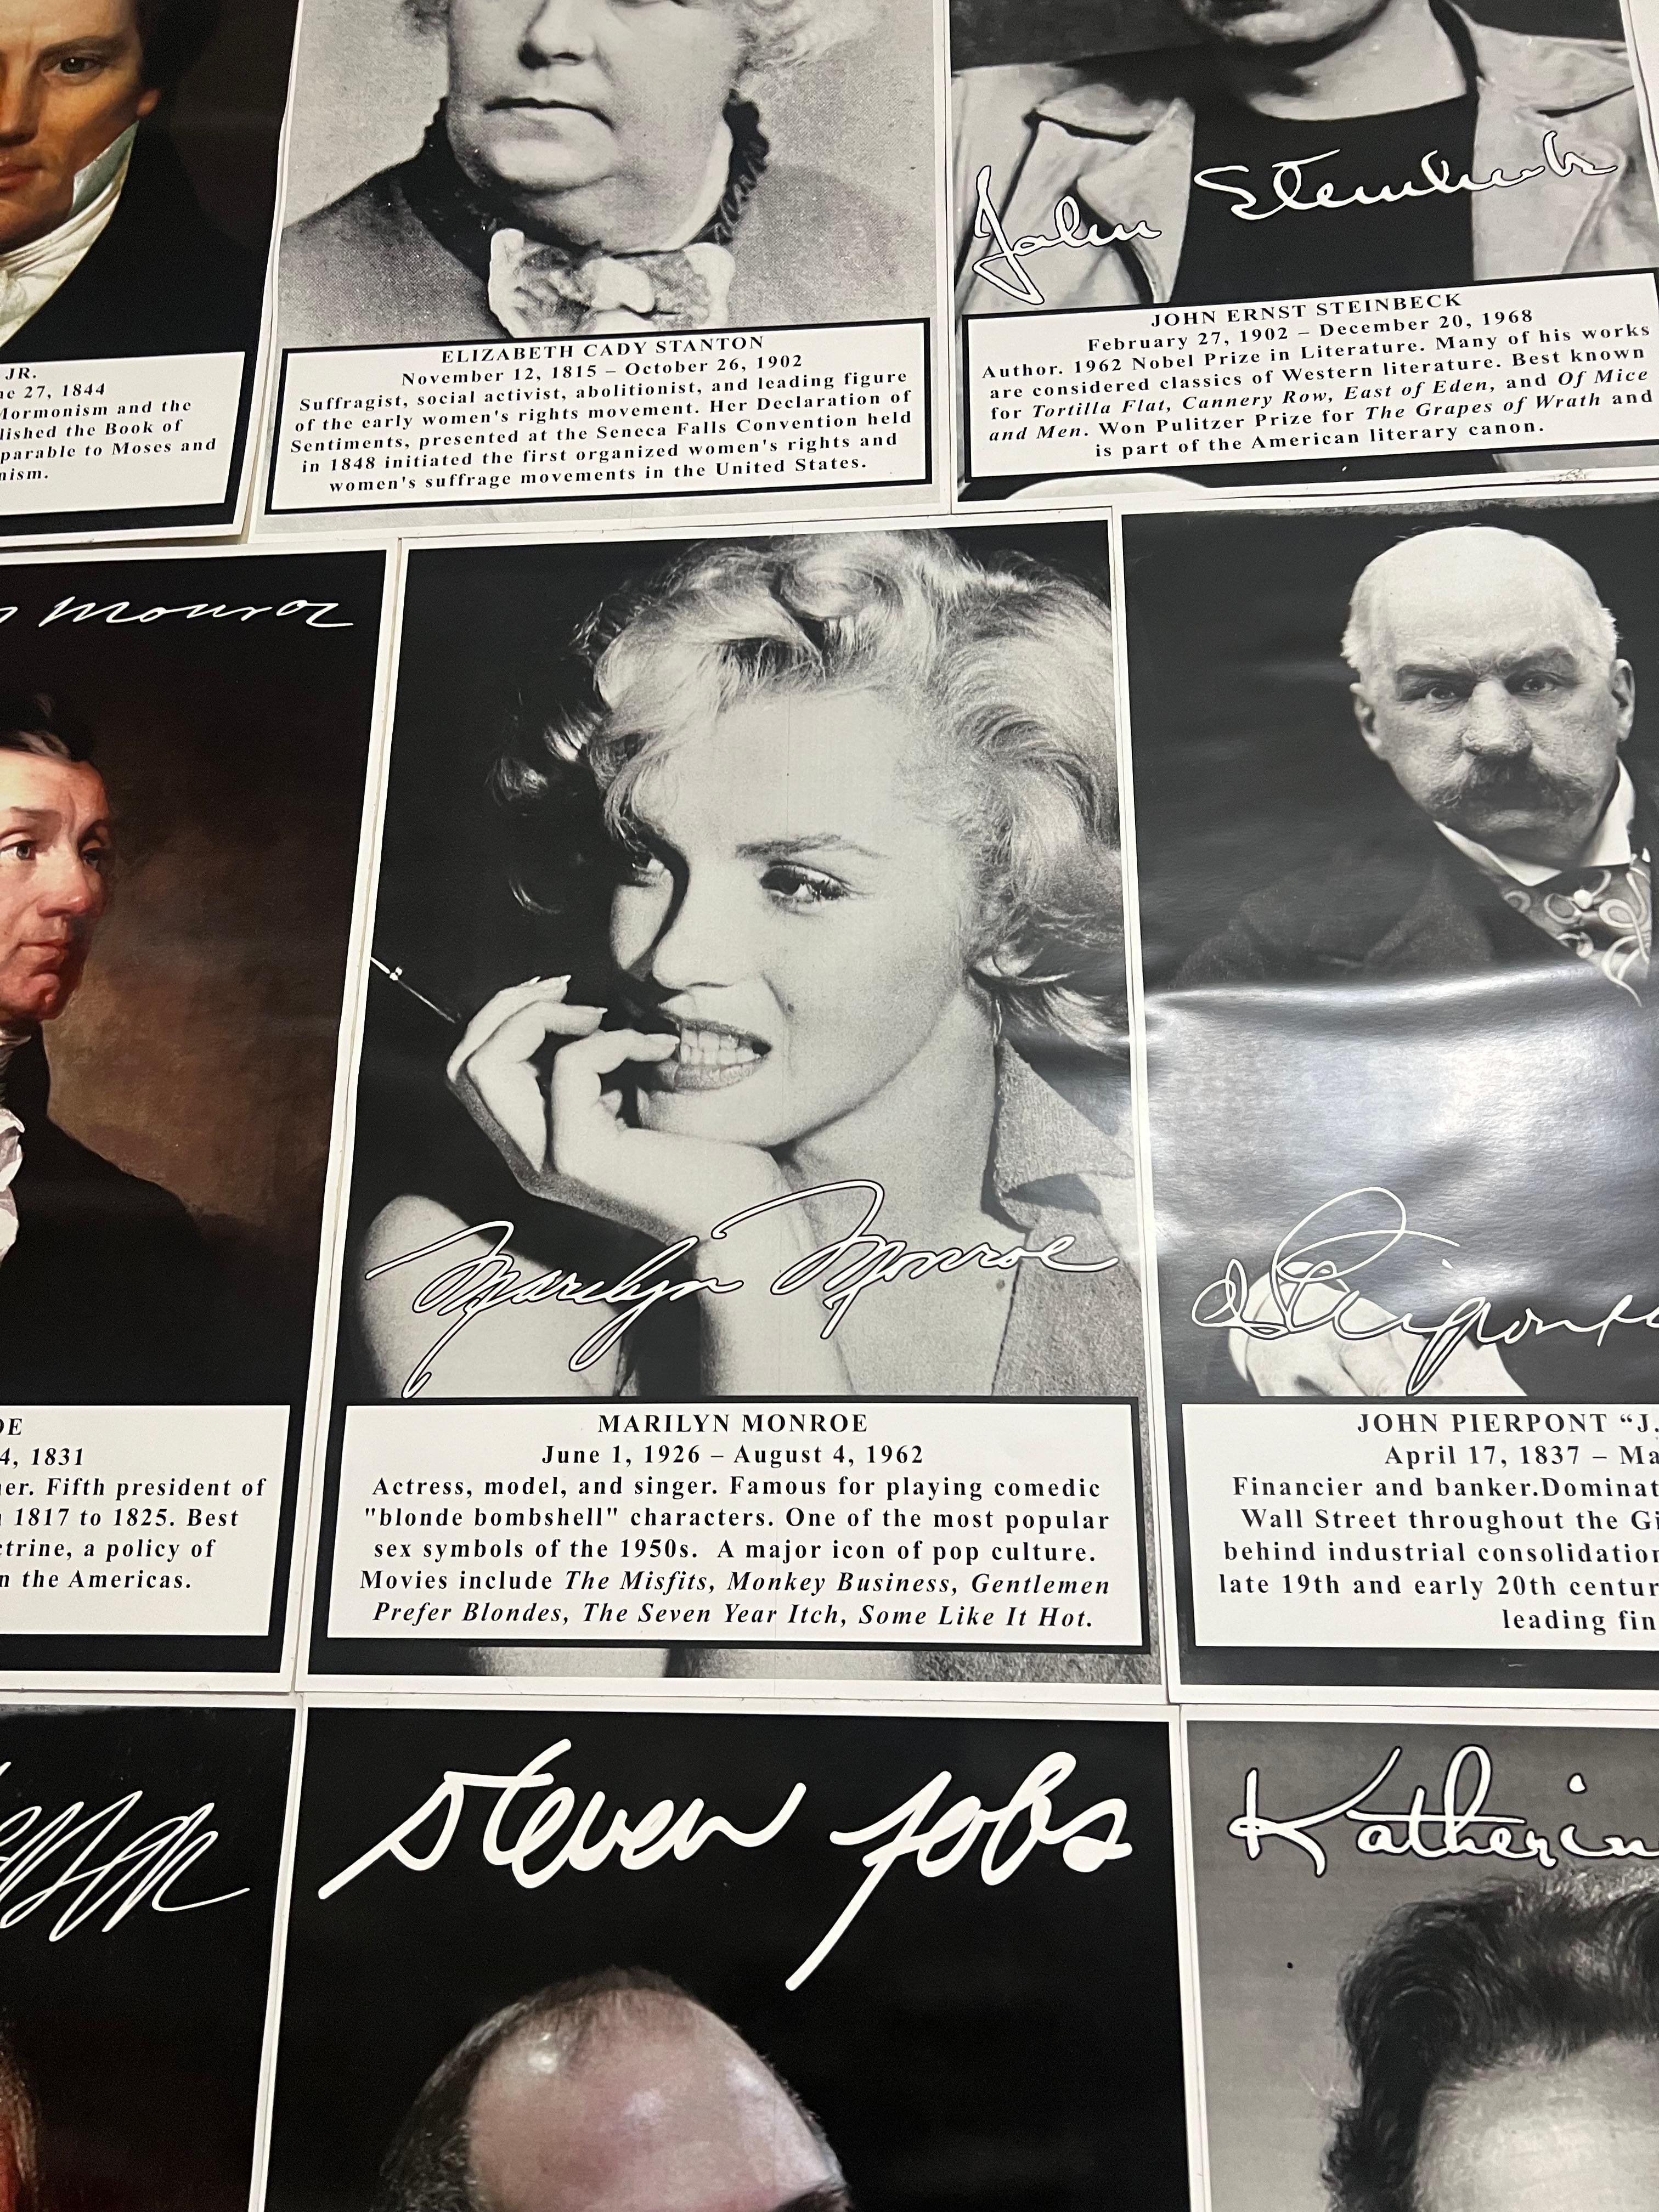 JR.
ne 27, 1844
Mormonism and the
lished the Book of
parable to Moses and
nism.
ELIZABETH CADY STANTON
November 12, 1815 – October 26, 1902
Suffragist, social activist, abolitionist, and leading figure
of the early women's rights movement. Her Declaration of
Sentiments, presented at the Seneca Falls Convention held
in 1848 initiated the first organized women's rights and
women's suffrage movements in the United States.
John Steinbeck
JOHN ERNST STEINBECK
February 27, 1902 – December 20, 1968
Author. 1962 Nobel Prize in Literature. Many of his works
are considered classics of Western literature. Best known
for Tortilla Flat, Cannery Row, East of Eden, and Of Mice
and Men. Won Pulitzer Prize for The Grapes of Wrath and
is part of the American literary canon.
Monroe
OE
4, 1831
er. Fifth president of
1817 to 1825. Best
ctrine, a policy of
n the Americas.
Marilyn Monroe
MARILYN MONROE
June 1, 1926 – August 4, 1962
Actress, model, and singer. Famous for playing comedic
"blonde bombshell" characters. One of the most popular
sex symbols of the 1950s. A major icon of pop culture.
Movies include The Misfits, Monkey Business, Gentlemen
Prefer Blondes, The Seven Year Itch, Some Like It Hot.
J Pierpont
JOHN PIERPONT “J.
April 17, 1837 – Ma
Financier and banker.Dominat
Wall Street throughout the Gi
behind industrial consolidation
late 19th and early 20th centur
leading fin
steven jobs
Katherin